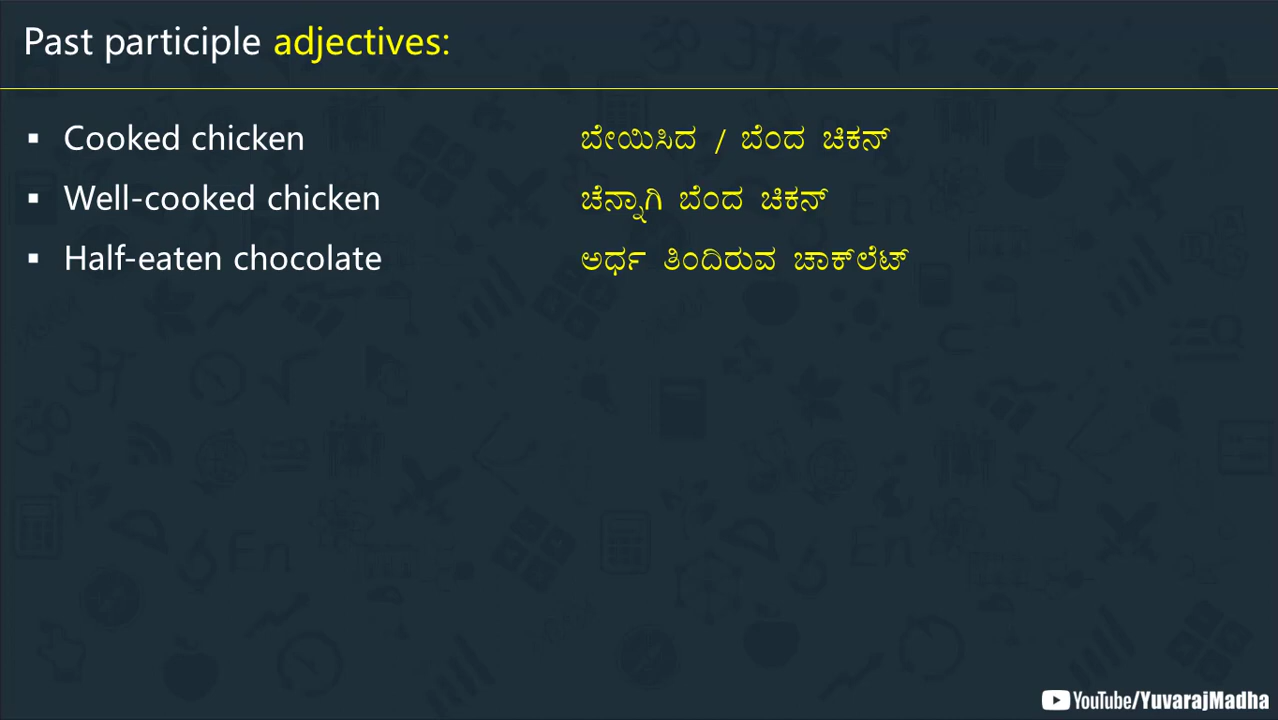 Past participle adjectives:
▪ Cooked chicken ಬೇಯಿಸಿದ / ಬೆಂದ ಚಿಕನ್
▪ Well-cooked chicken ಚೆನ್ನಾಗಿ ಬೆಂದ ಚಿಕನ್
▪ Half-eaten chocolate ಅರ್ಧ ತಿಂದಿರುವ ಚಾಕ್‌ಲೆಟ್
YouTube/YuvarajMadha